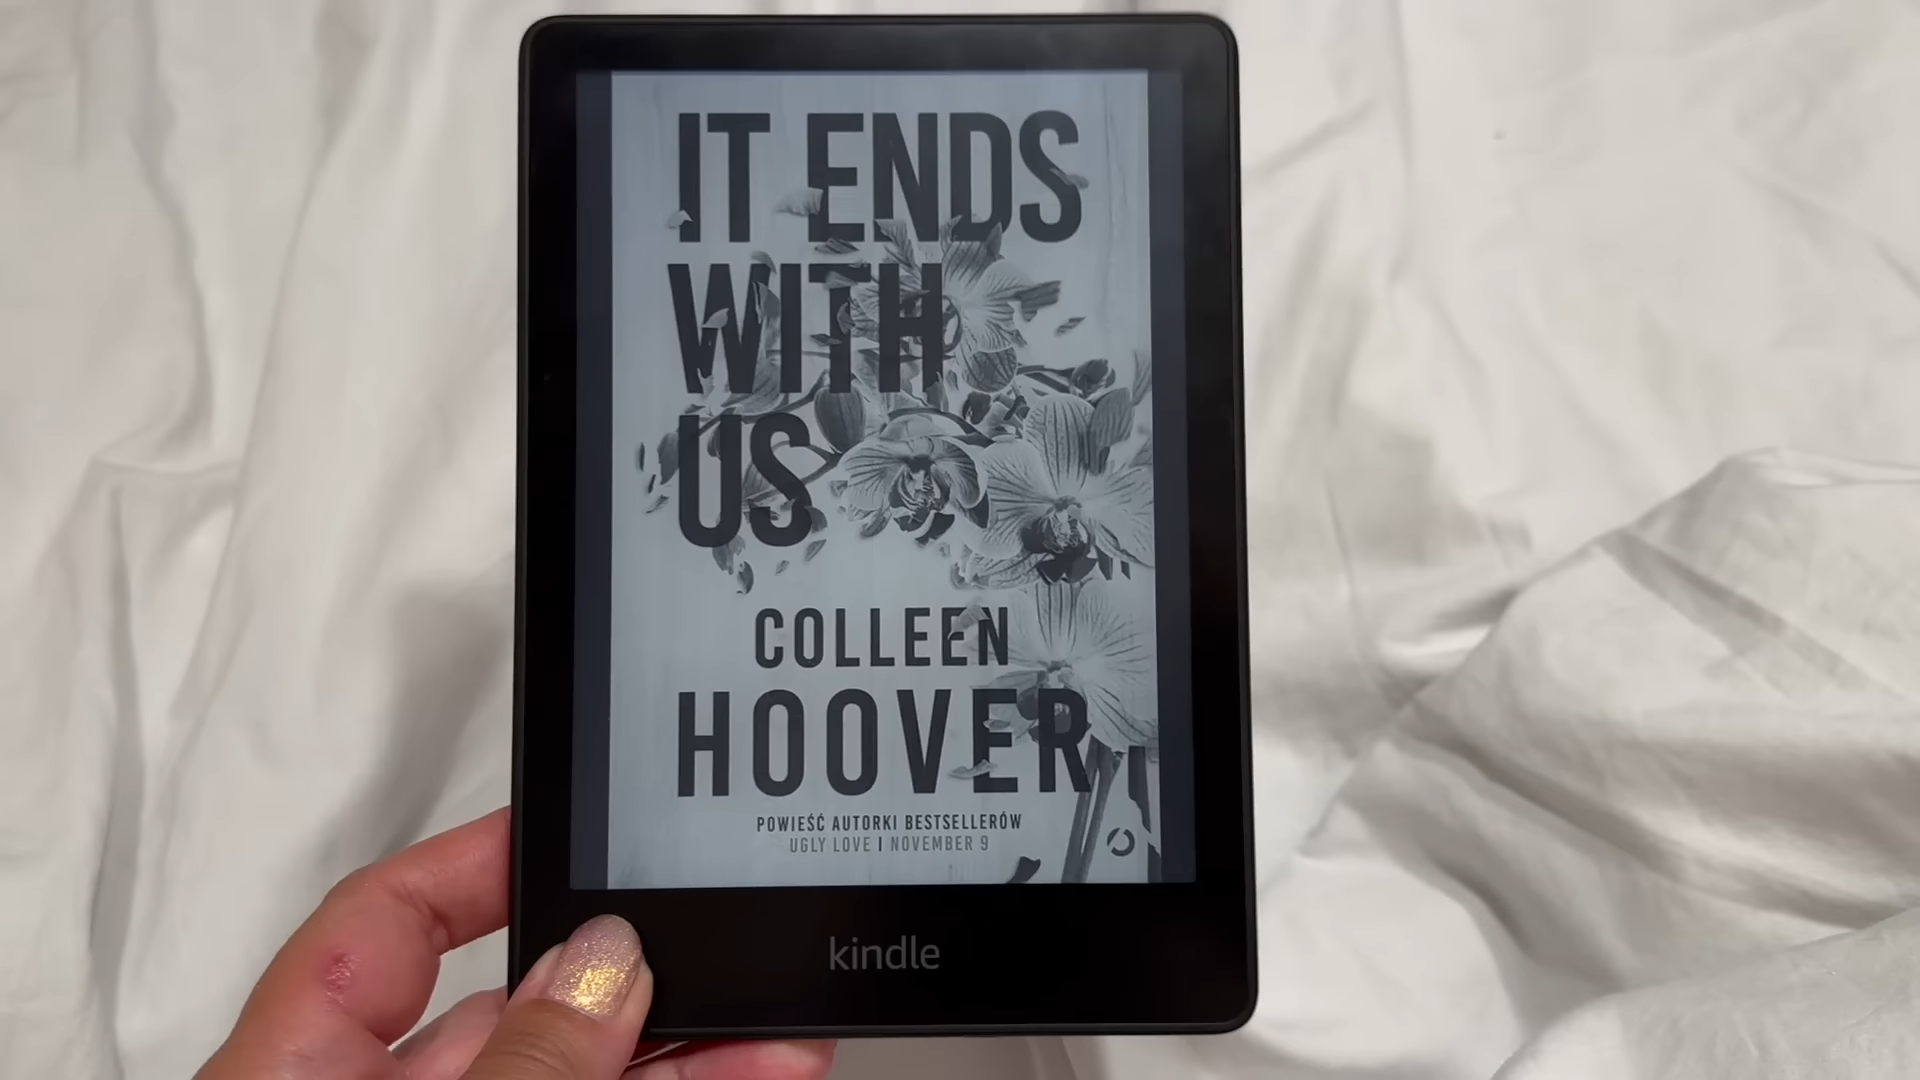 IT ENDS
WITH
US
COLLEEN
HOOVER
POWIEŚĆ AUTORKI BESTSELLERÓW
UGLY LOVE | NOVEMBER 9
kindle